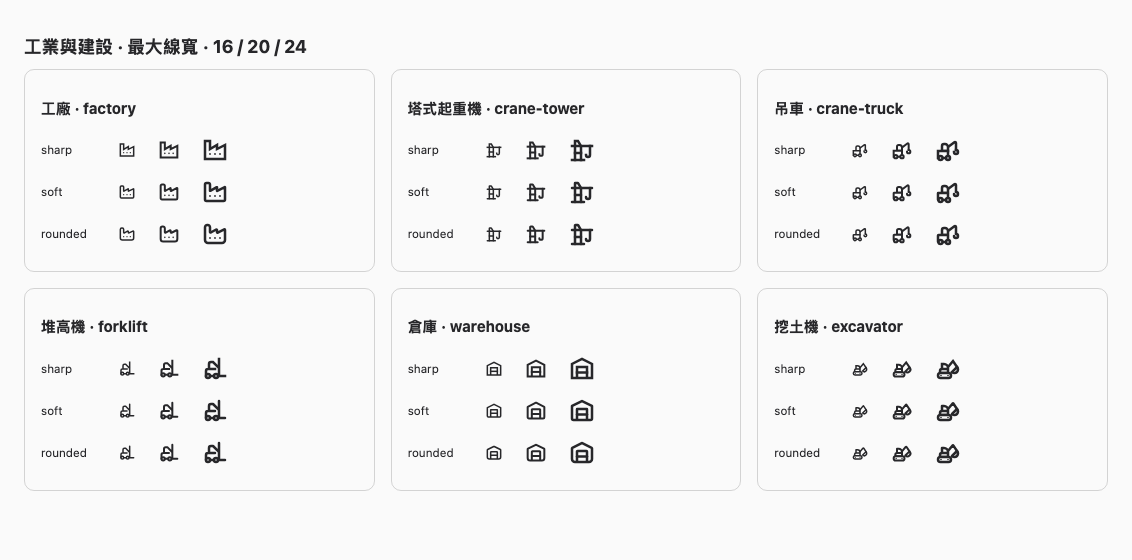 工業與建設 · 最大線寬 · 16 / 20 / 24
工廠 · factory
sharp
soft
rounded
塔式起重機 · crane-tower
sharp
soft
rounded
吊車 · crane-truck
sharp
soft
rounded
堆高機 · forklift
sharp
soft
rounded
倉庫 · warehouse
sharp
soft
rounded
挖土機 · excavator
sharp
soft
rounded